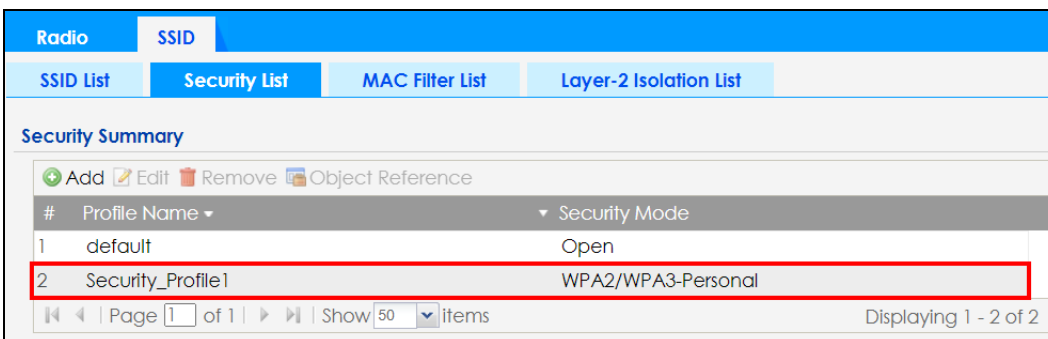 Radio SSID
SSID List Security List MAC Filter List Layer-2 Isolation List
Security Summary
Add Edit Remove Object Reference
# Profile Name Security Mode
1 default Open
2 Security_Profile1 WPA2/WPA3-Personal
Page 1 of 1 Show 50 items Displaying 1 - 2 of 2